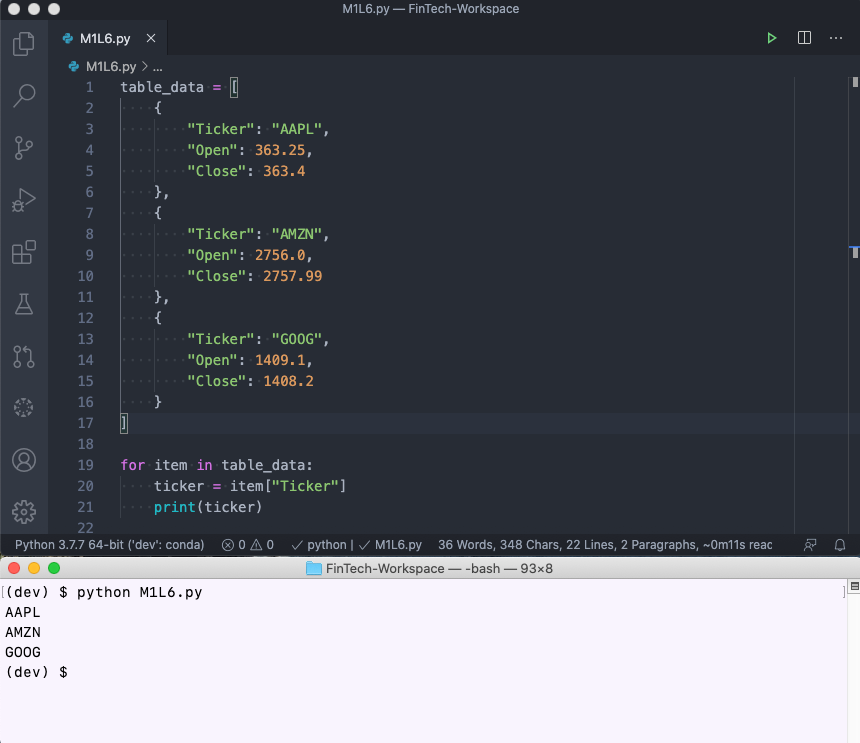 M1L6.py — FinTech-Workspace
M1L6.py
M1L6.py > ...
1 table_data = [
2 {
3 "Ticker": "AAPL",
4 "Open": 363.25,
5 "Close": 363.4
6 },
7 {
8 "Ticker": "AMZN",
9 "Open": 2756.0,
10 "Close": 2757.99
11 },
12 {
13 "Ticker": "GOOG",
14 "Open": 1409.1,
15 "Close": 1408.2
16 }
17 ]
18
19 for item in table_data:
20 ticker = item["Ticker"]
21 print(ticker)
22
Python 3.7.7 64-bit ('dev': conda) 0 0 ✓ python | ✓ M1L6.py 36 Words, 348 Chars, 22 Lines, 2 Paragraphs, ~0m11s reac
FinTech-Workspace — -bash — 93×8
[(dev) $ python M1L6.py ]
AAPL
AMZN
GOOG
(dev) $